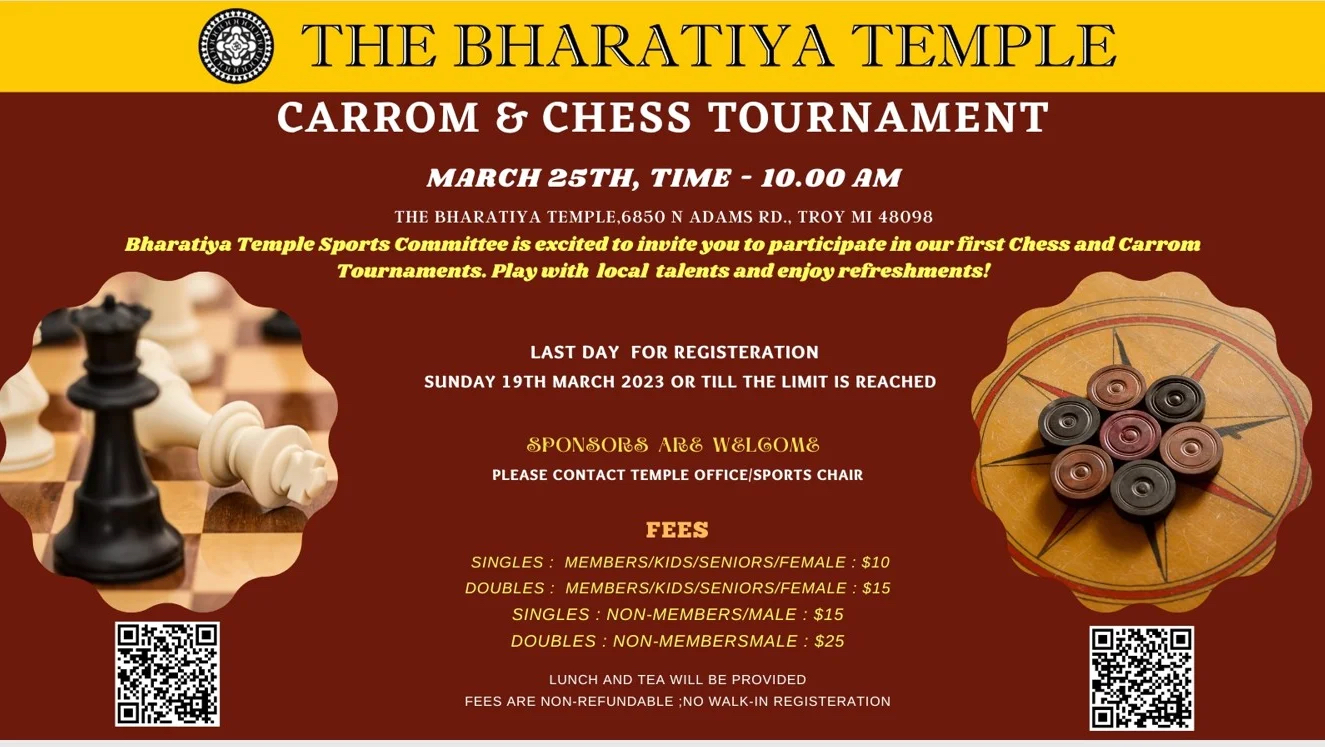 THE BHARATIYA TEMPLE
CARROM & CHESS TOURNAMENT
MARCH 25TH, TIME - 10.00 AM
THE BHARATIYA TEMPLE,6850 N ADAMS RD., TROY MI 48098
Bharatiya Temple Sports Committee is excited to invite you to participate in our first Chess and Carrom
Tournaments. Play with local talents and enjoy refreshments!
LAST DAY FOR REGISTERATION
SUNDAY 19TH MARCH 2023 OR TILL THE LIMIT IS REACHED
SPONSORS ARE WELCOME
PLEASE CONTACT TEMPLE OFFICE/SPORTS CHAIR
FEES
SINGLES : MEMBERS/KIDS/SENIORS/FEMALE : $10
DOUBLES : MEMBERS/KIDS/SENIORS/FEMALE : $15
SINGLES : NON-MEMBERS/MALE : $15
DOUBLES : NON-MEMBERSMALE : $25
LUNCH AND TEA WILL BE PROVIDED
FEES ARE NON-REFUNDABLE ;NO WALK-IN REGISTERATION